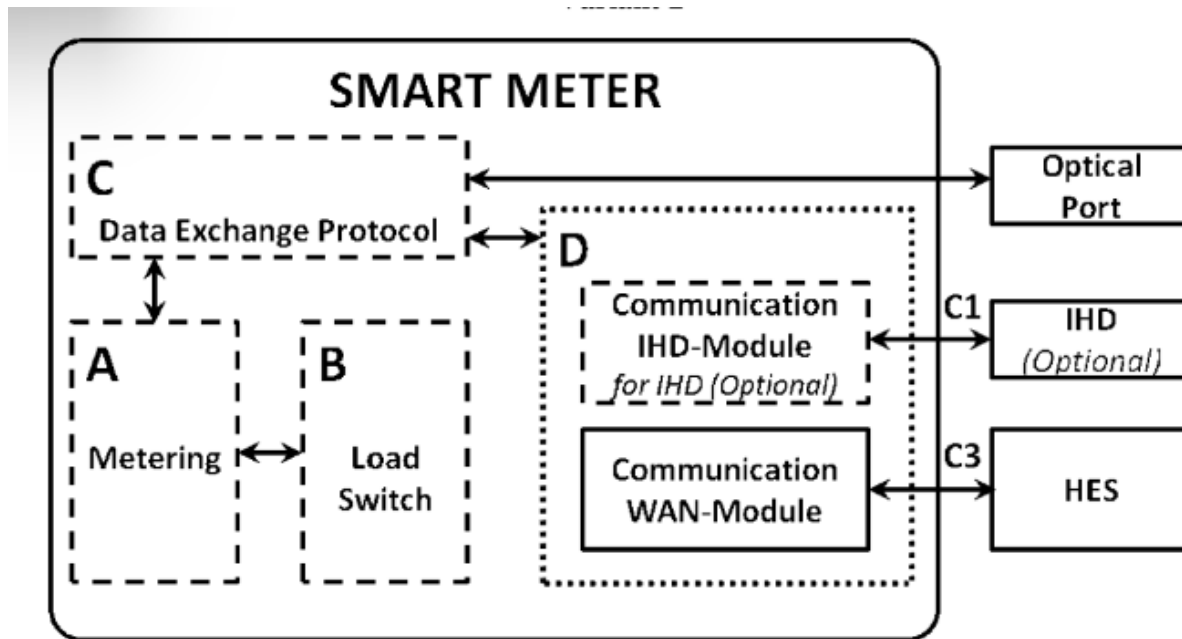 SMART METER
C
Data Exchange Protocol
Optical
Port
D
Communication
IHD-Module
for IHD (Optional)
C1
IHD
(Optional)
A
Metering
B
Load
Switch
Communication
WAN-Module
C3
HES